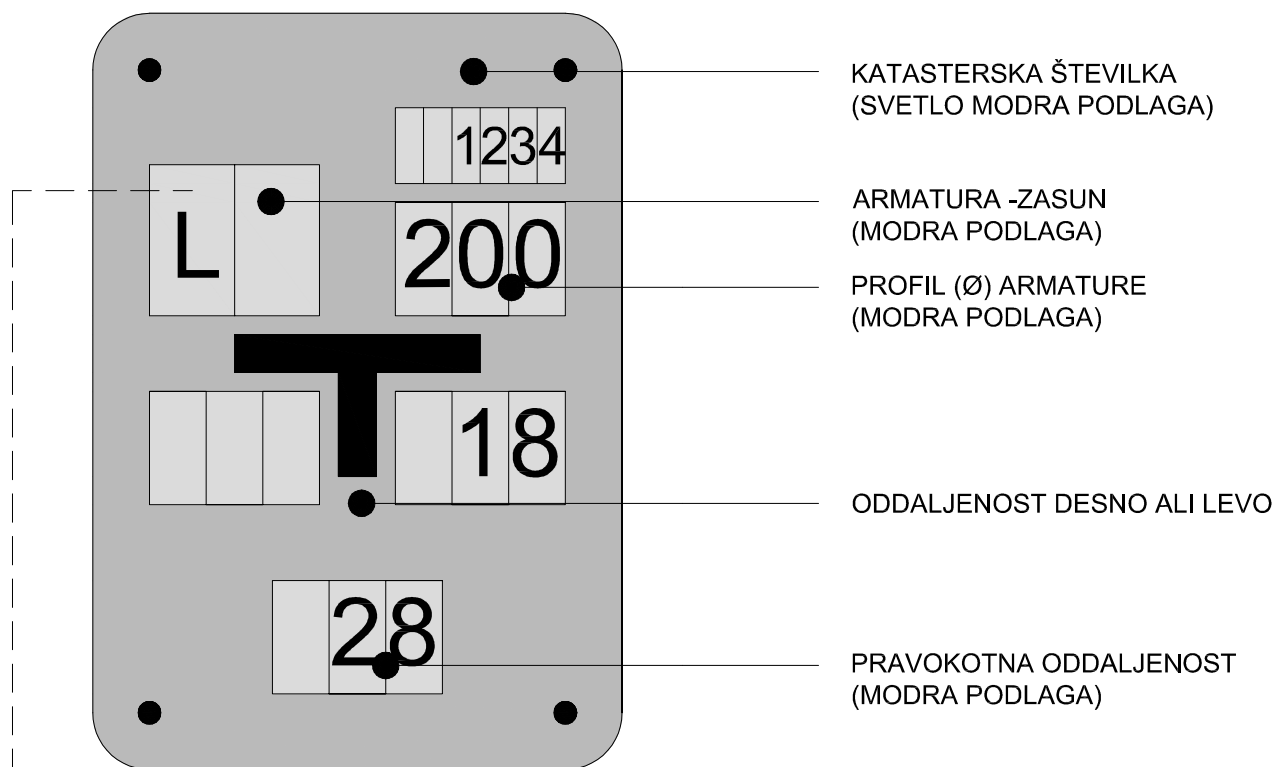 KATASTERSKA ŠTEVILKA
(SVETLO MODRA PODLAGA)
1234
L
ARMATURA -ZASUN
(MODRA PODLAGA)
200
PROFIL (Ø) ARMATURE
(MODRA PODLAGA)
T
18
ODDALJENOST DESNO ALI LEVO
28
PRAVOKOTNA ODDALJENOST
(MODRA PODLAGA)